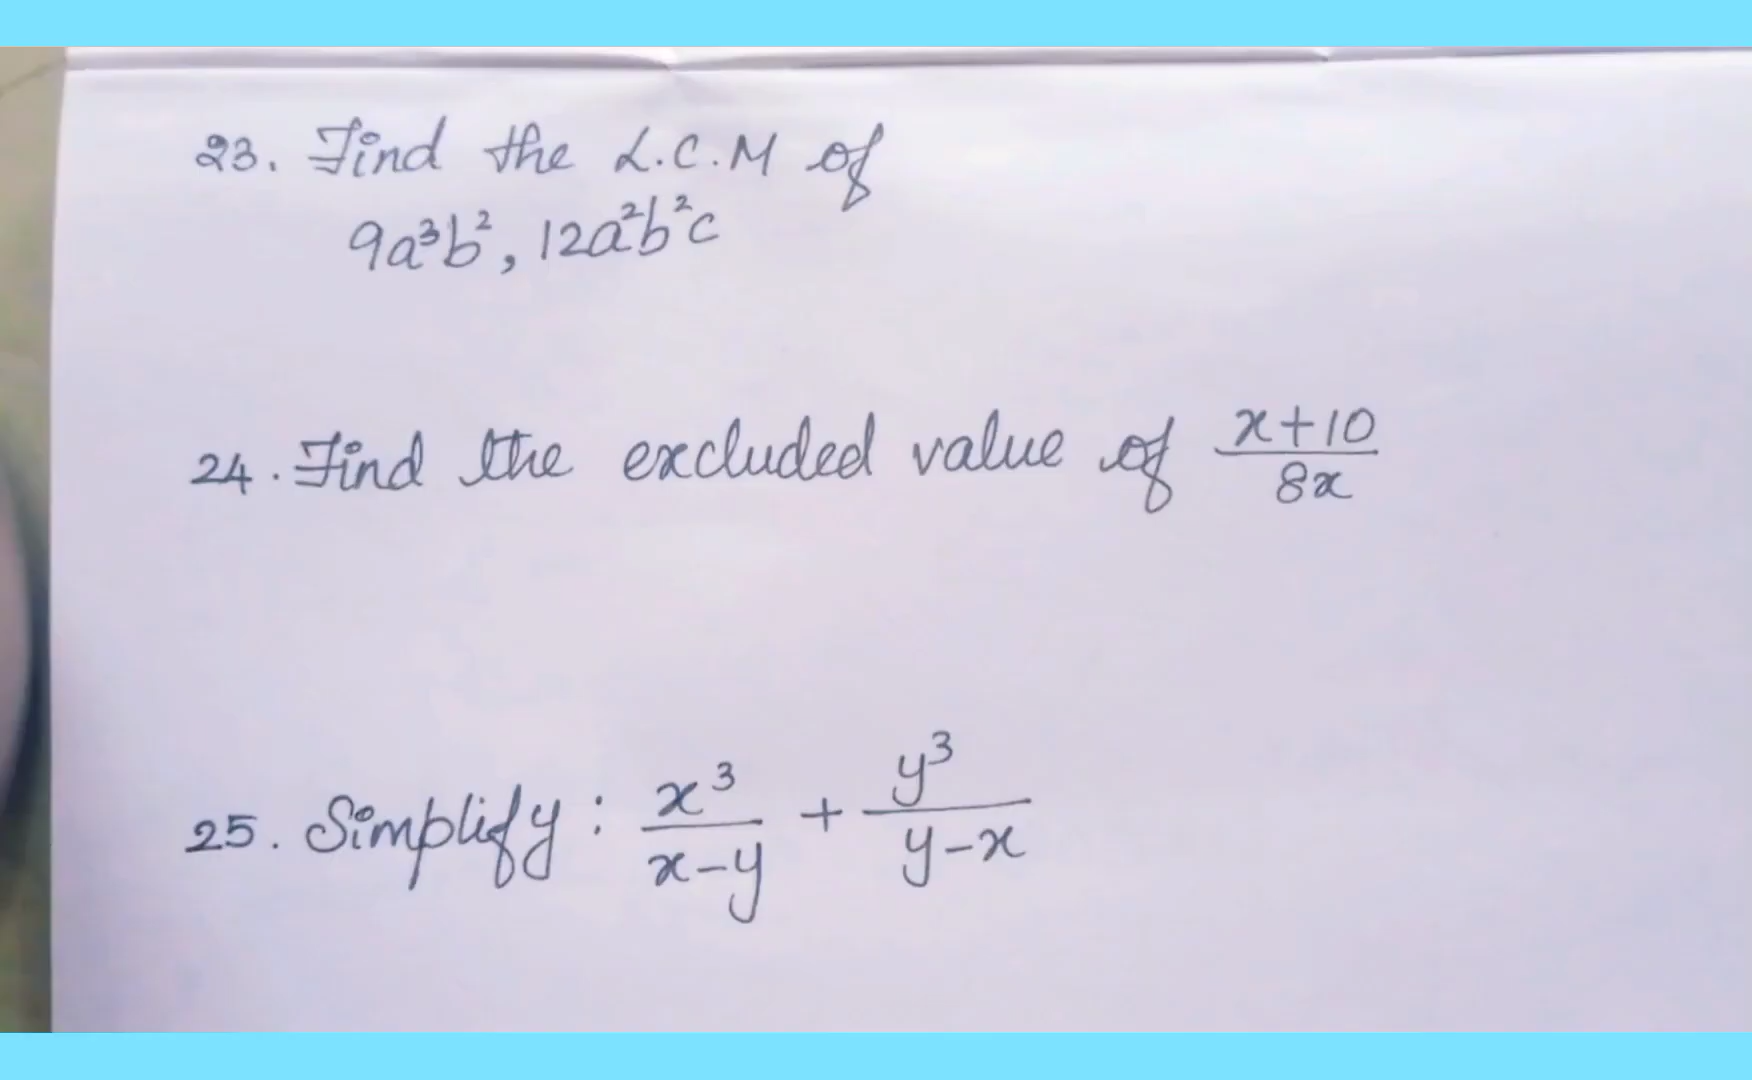 23. Find the L.C.M of
9a³b², 12a²b²c
24. Find the excluded value of (x+10)/(8x)
25. Simplify: x³/(x-y) + y³/(y-x)